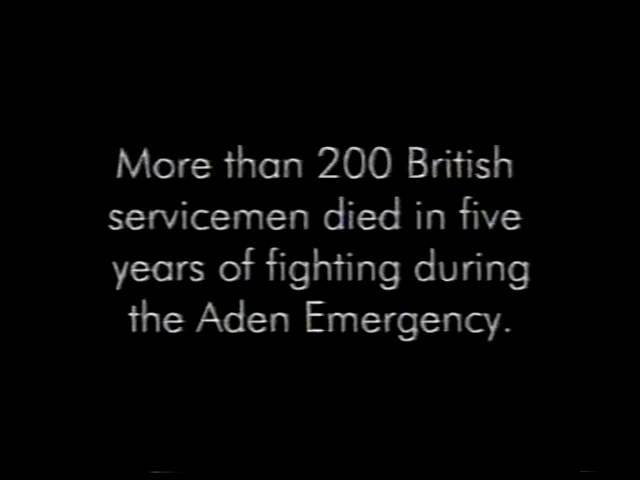 More than 200 British
servicemen died in five
years of fighting during
the Aden Emergency.